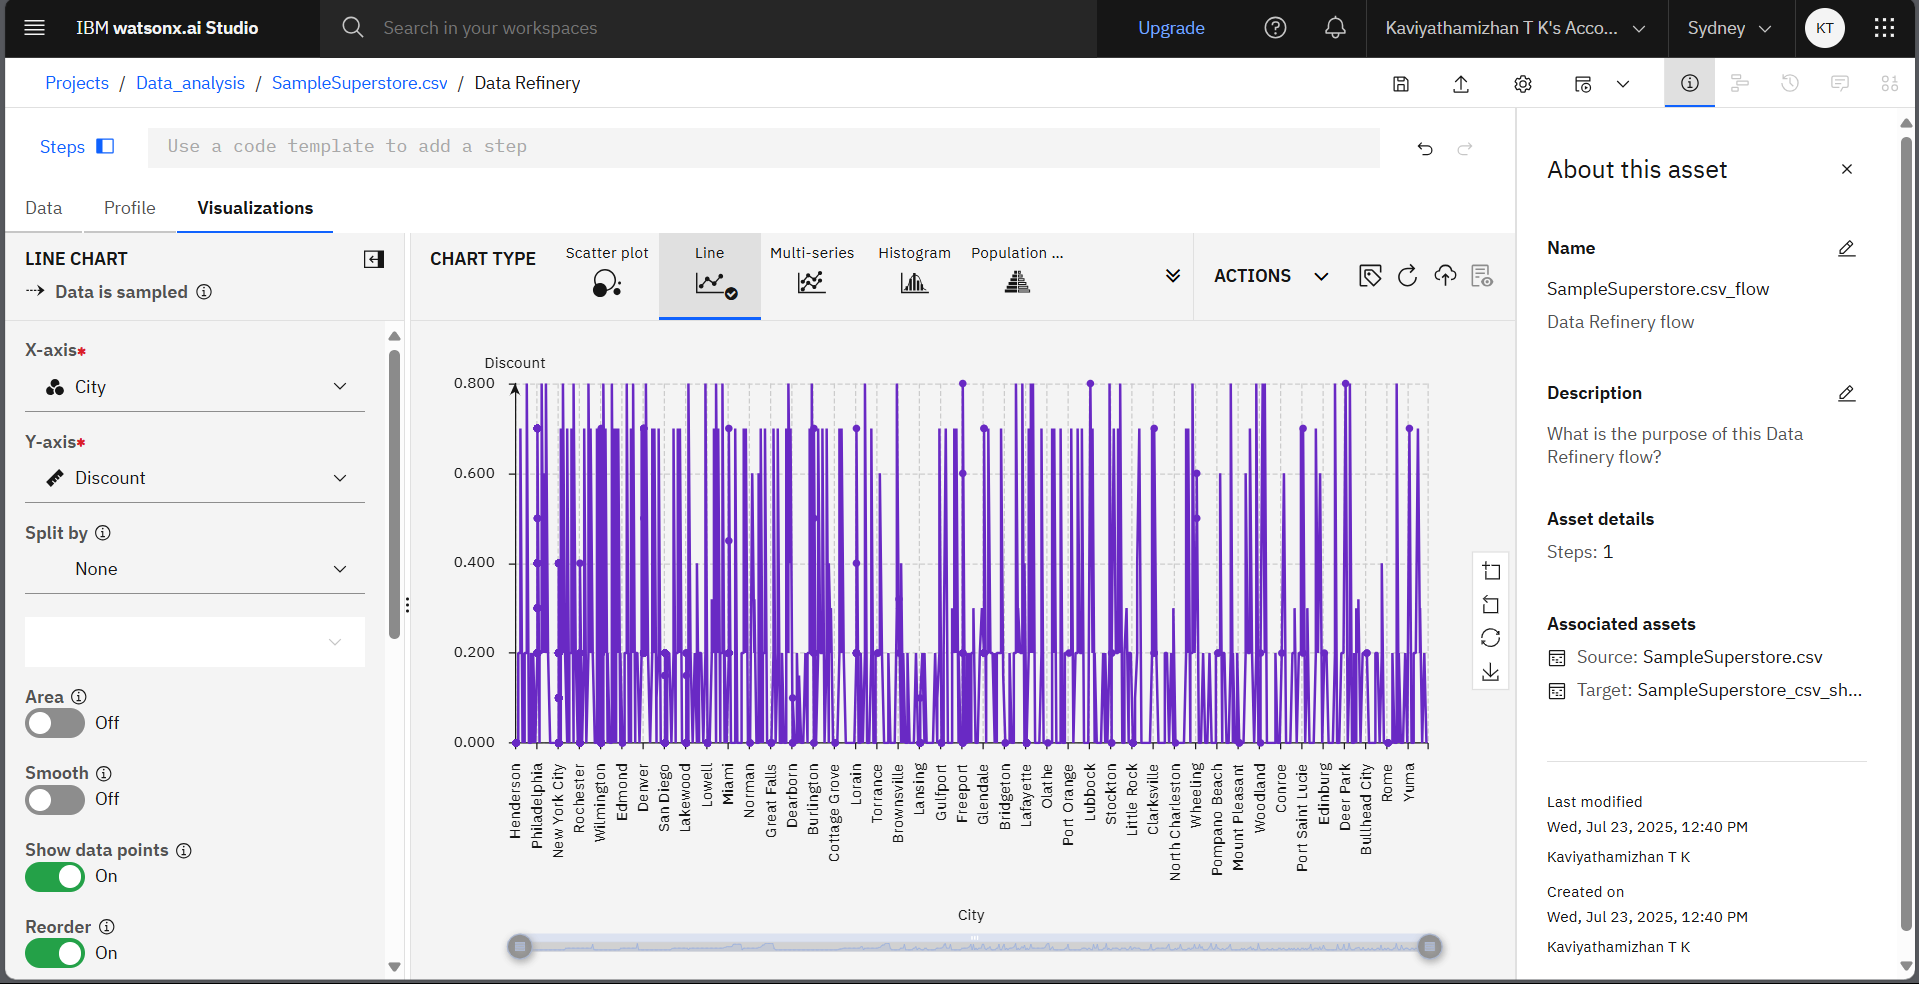 IBM watsonx.ai Studio
Search in your workspaces
Upgrade
Kaviyathamizhan T K's Acco...
Sydney
KT
Projects / Data_analysis / SampleSuperstore.csv / Data Refinery
Steps
Use a code template to add a step
Data
Profile
Visualizations
LINE CHART
Data is sampled
X-axis*
City
Y-axis*
Discount
Split by
None
Area
Off
Smooth
Off
Show data points
On
Reorder
On
CHART TYPE
Scatter plot
Line
Multi-series
Histogram
Population ...
ACTIONS
Discount
0.800
0.600
0.400
0.200
0.000
Henderson
Philadelphia
New York City
Rochester
Wilmington
Edmond
Denver
San Diego
Lakewood
Lowell
Miami
Norman
Great Falls
Dearborn
Burlington
Cottage Grove
Lorain
Torrance
Brownsville
Lansing
Gulfport
Freeport
Glendale
Bridgeton
Lafayette
Olathe
Port Orange
Lubbock
Stockton
Little Rock
Clarksville
North Charleston
Wheeling
Pompano Beach
Mount Pleasant
Woodland
Conroe
Port Saint Lucie
Edinburg
Deer Park
Bullhead City
Rome
Yuma
City
About this asset
Name
SampleSuperstore.csv_flow
Data Refinery flow
Description
What is the purpose of this Data
Refinery flow?
Asset details
Steps: 1
Associated assets
Source: SampleSuperstore.csv
Target: SampleSuperstore_csv_sh...
Last modified
Wed, Jul 23, 2025, 12:40 PM
Kaviyathamizhan T K
Created on
Wed, Jul 23, 2025, 12:40 PM
Kaviyathamizhan T K